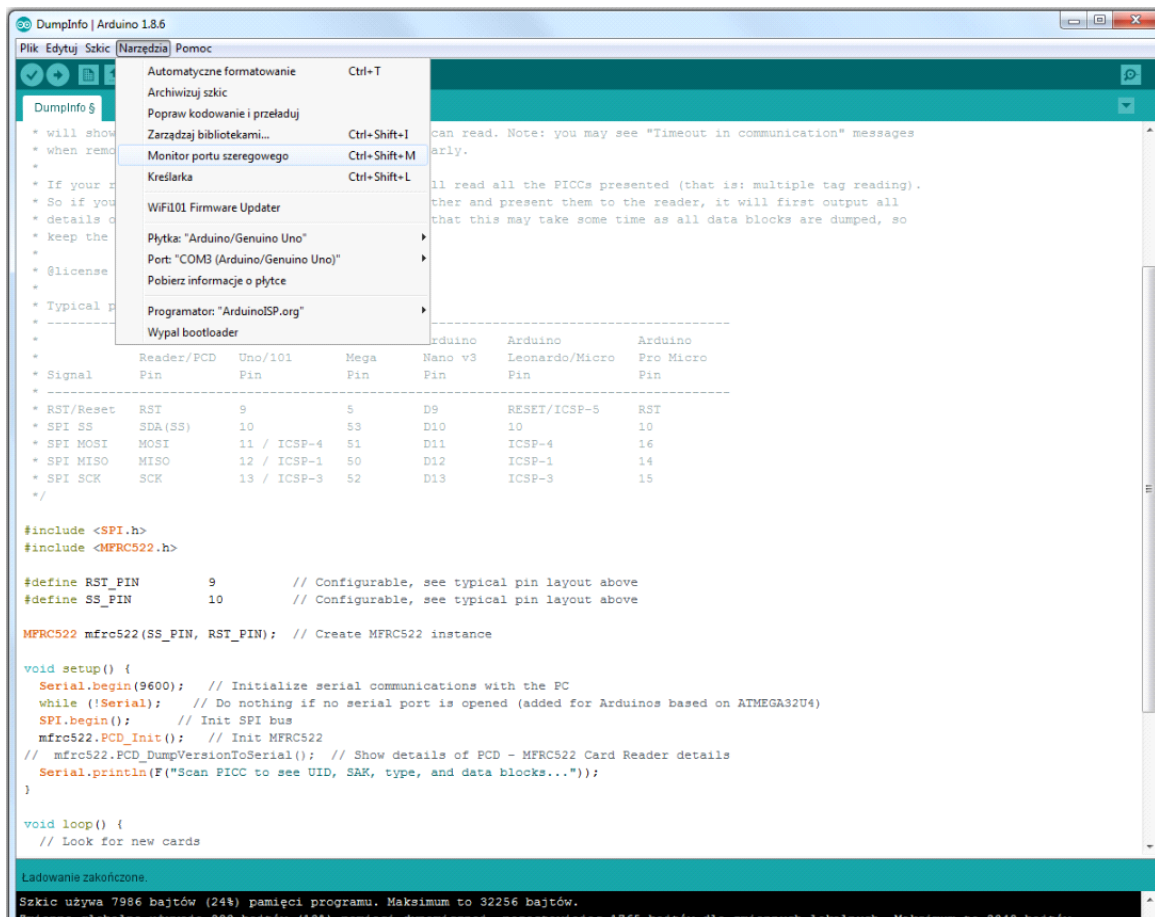 DumpInfo | Arduino 1.8.6
Plik Edytuj Szkic Narzędzia Pomoc
DumpInfo §
Automatyczne formatowanie Ctrl+T
Archiwizuj szkic
Popraw kodowanie i przeładuj
Zarządzaj bibliotekami... Ctrl+Shift+I
Monitor portu szeregowego Ctrl+Shift+M
Kreślarka Ctrl+Shift+L
WiFi101 Firmware Updater
Płytka: "Arduino/Genuino Uno"
Port: "COM3 (Arduino/Genuino Uno)"
Pobierz informacje o płytce
Programator: "ArduinoISP.org"
Wypal bootloader
* will show can read. Note: you may see "Timeout in communication" messages
* when remo arly.
*
* If your r ll read all the PICCs presented (that is: multiple tag reading).
* So if you ther and present them to the reader, it will first output all
* details o that this may take some time as all data blocks are dumped, so
* keep the
*
* @license
*
* Typical p
* -----------------------------------------------------------------------------------------
* rduino Arduino Arduino
* Reader/PCD Uno/101 Mega Nano v3 Leonardo/Micro Pro Micro
* Signal Pin Pin Pin Pin Pin Pin
* -----------------------------------------------------------------------------------------
* RST/Reset RST 9 5 D9 RESET/ICSP-5 RST
* SPI SS SDA(SS) 10 53 D10 10 10
* SPI MOSI MOSI 11 / ICSP-4 51 D11 ICSP-4 16
* SPI MISO MISO 12 / ICSP-1 50 D12 ICSP-1 14
* SPI SCK SCK 13 / ICSP-3 52 D13 ICSP-3 15
*/
#include <SPI.h>
#include <MFRC522.h>
#define RST_PIN 9 // Configurable, see typical pin layout above
#define SS_PIN 10 // Configurable, see typical pin layout above
MFRC522 mfrc522(SS_PIN, RST_PIN); // Create MFRC522 instance
void setup() {
Serial.begin(9600); // Initialize serial communications with the PC
while (!Serial); // Do nothing if no serial port is opened (added for Arduinos based on ATMEGA32U4)
SPI.begin(); // Init SPI bus
mfrc522.PCD_Init(); // Init MFRC522
// mfrc522.PCD_DumpVersionToSerial(); // Show details of PCD - MFRC522 Card Reader details
Serial.println(F("Scan PICC to see UID, SAK, type, and data blocks..."));
}
void loop() {
// Look for new cards
Ładowanie zakończone.
Szkic używa 7986 bajtów (24%) pamięci programu. Maksimum to 32256 bajtów.